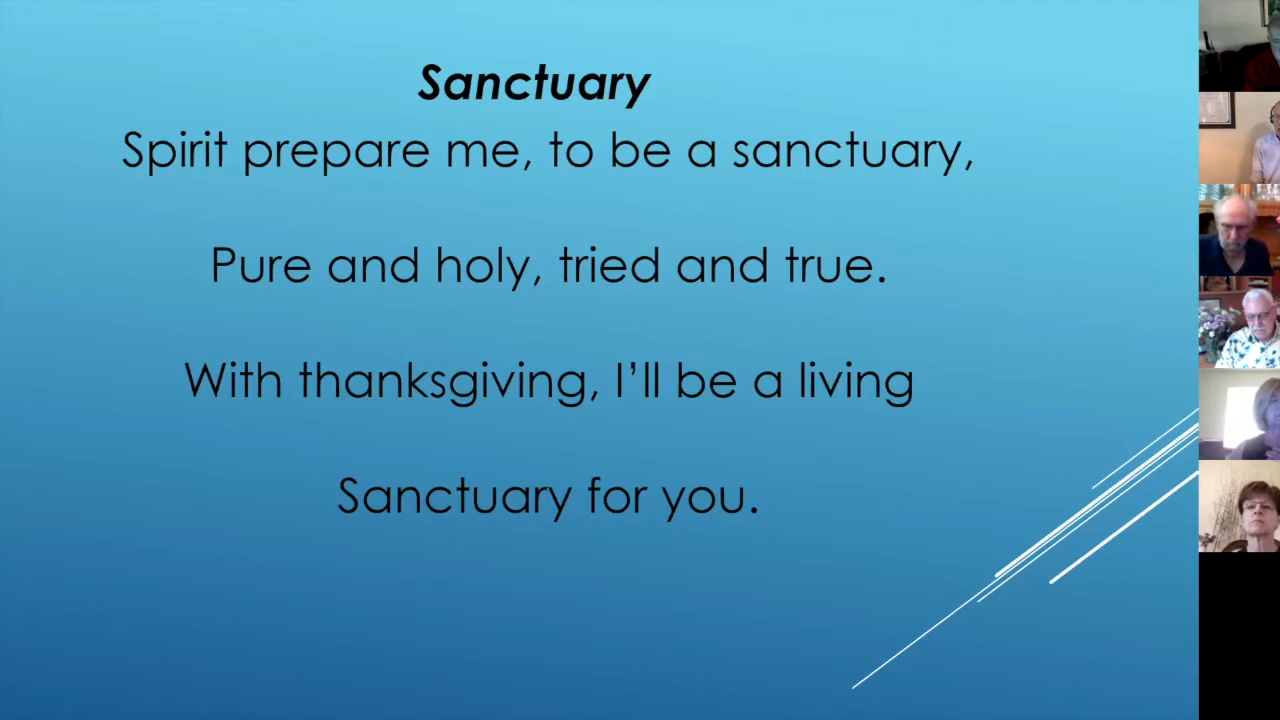 Sanctuary
Spirit prepare me, to be a sanctuary,
Pure and holy, tried and true.
With thanksgiving, I’ll be a living
Sanctuary for you.